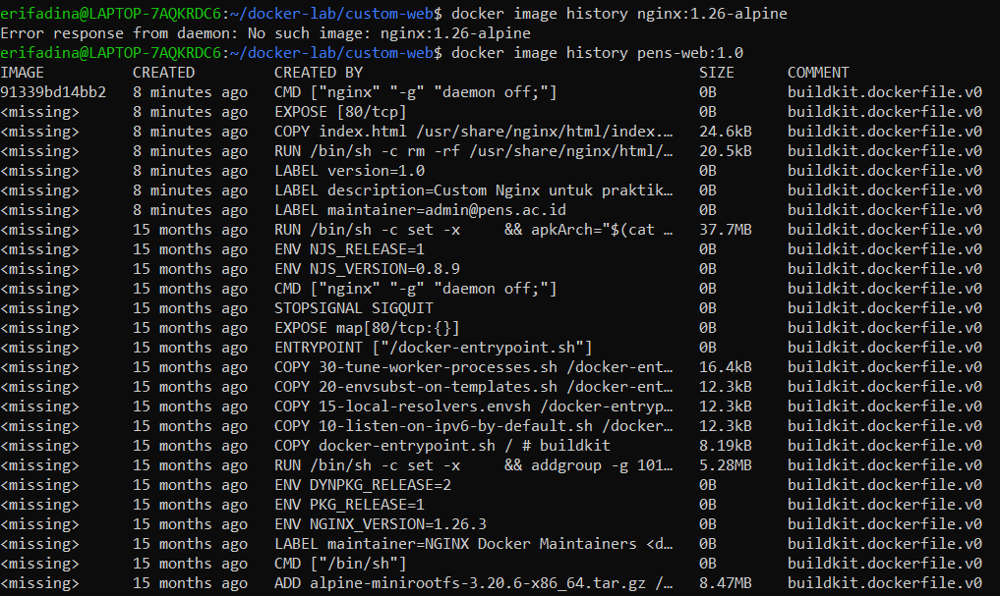 erifadina@LAPTOP-7AQKRDC6:~/docker-lab/custom-web$ docker image history nginx:1.26-alpine
Error response from daemon: No such image: nginx:1.26-alpine
erifadina@LAPTOP-7AQKRDC6:~/docker-lab/custom-web$ docker image history pens-web:1.0
IMAGE          CREATED         CREATED BY                                      SIZE      COMMENT
91339bd14bb2   8 minutes ago   CMD ["nginx" "-g" "daemon off;"]                0B        buildkit.dockerfile.v0
<missing>      8 minutes ago   EXPOSE [80/tcp]                                 0B        buildkit.dockerfile.v0
<missing>      8 minutes ago   COPY index.html /usr/share/nginx/html/index.…   24.6kB    buildkit.dockerfile.v0
<missing>      8 minutes ago   RUN /bin/sh -c rm -rf /usr/share/nginx/html/…   20.5kB    buildkit.dockerfile.v0
<missing>      8 minutes ago   LABEL version=1.0                               0B        buildkit.dockerfile.v0
<missing>      8 minutes ago   LABEL description=Custom Nginx untuk praktik…   0B        buildkit.dockerfile.v0
<missing>      8 minutes ago   LABEL maintainer=admin@pens.ac.id               0B        buildkit.dockerfile.v0
<missing>      15 months ago   RUN /bin/sh -c set -x     && apkArch="$(cat …   37.7MB    buildkit.dockerfile.v0
<missing>      15 months ago   ENV NJS_RELEASE=1                               0B        buildkit.dockerfile.v0
<missing>      15 months ago   ENV NJS_VERSION=0.8.9                           0B        buildkit.dockerfile.v0
<missing>      15 months ago   CMD ["nginx" "-g" "daemon off;"]                0B        buildkit.dockerfile.v0
<missing>      15 months ago   STOPSIGNAL SIGQUIT                              0B        buildkit.dockerfile.v0
<missing>      15 months ago   EXPOSE map[80/tcp:{}]                           0B        buildkit.dockerfile.v0
<missing>      15 months ago   ENTRYPOINT ["/docker-entrypoint.sh"]            0B        buildkit.dockerfile.v0
<missing>      15 months ago   COPY 30-tune-worker-processes.sh /docker-ent…   16.4kB    buildkit.dockerfile.v0
<missing>      15 months ago   COPY 20-envsubst-on-templates.sh /docker-ent…   12.3kB    buildkit.dockerfile.v0
<missing>      15 months ago   COPY 15-local-resolvers.envsh /docker-entryp…   12.3kB    buildkit.dockerfile.v0
<missing>      15 months ago   COPY 10-listen-on-ipv6-by-default.sh /docker…   12.3kB    buildkit.dockerfile.v0
<missing>      15 months ago   COPY docker-entrypoint.sh / # buildkit          8.19kB    buildkit.dockerfile.v0
<missing>      15 months ago   RUN /bin/sh -c set -x     && addgroup -g 101…   5.28MB    buildkit.dockerfile.v0
<missing>      15 months ago   ENV DYNPKG_RELEASE=2                            0B        buildkit.dockerfile.v0
<missing>      15 months ago   ENV PKG_RELEASE=1                               0B        buildkit.dockerfile.v0
<missing>      15 months ago   ENV NGINX_VERSION=1.26.3                        0B        buildkit.dockerfile.v0
<missing>      15 months ago   LABEL maintainer=NGINX Docker Maintainers <d…   0B        buildkit.dockerfile.v0
<missing>      15 months ago   CMD ["/bin/sh"]                                 0B        buildkit.dockerfile.v0
<missing>      15 months ago   ADD alpine-minirootfs-3.20.6-x86_64.tar.gz /…   8.47MB    buildkit.dockerfile.v0